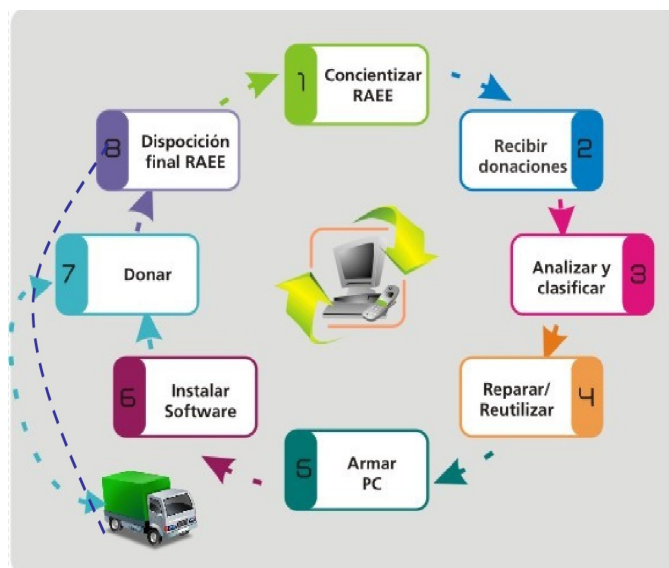 1
Concientizar
RAEE
2
Recibir
donaciones
3
Analizar y
clasificar
4
Reparar/
Reutilizar
5
Armar
PC
6
Instalar
Software
7
Donar
8
Disposción
final RAEE